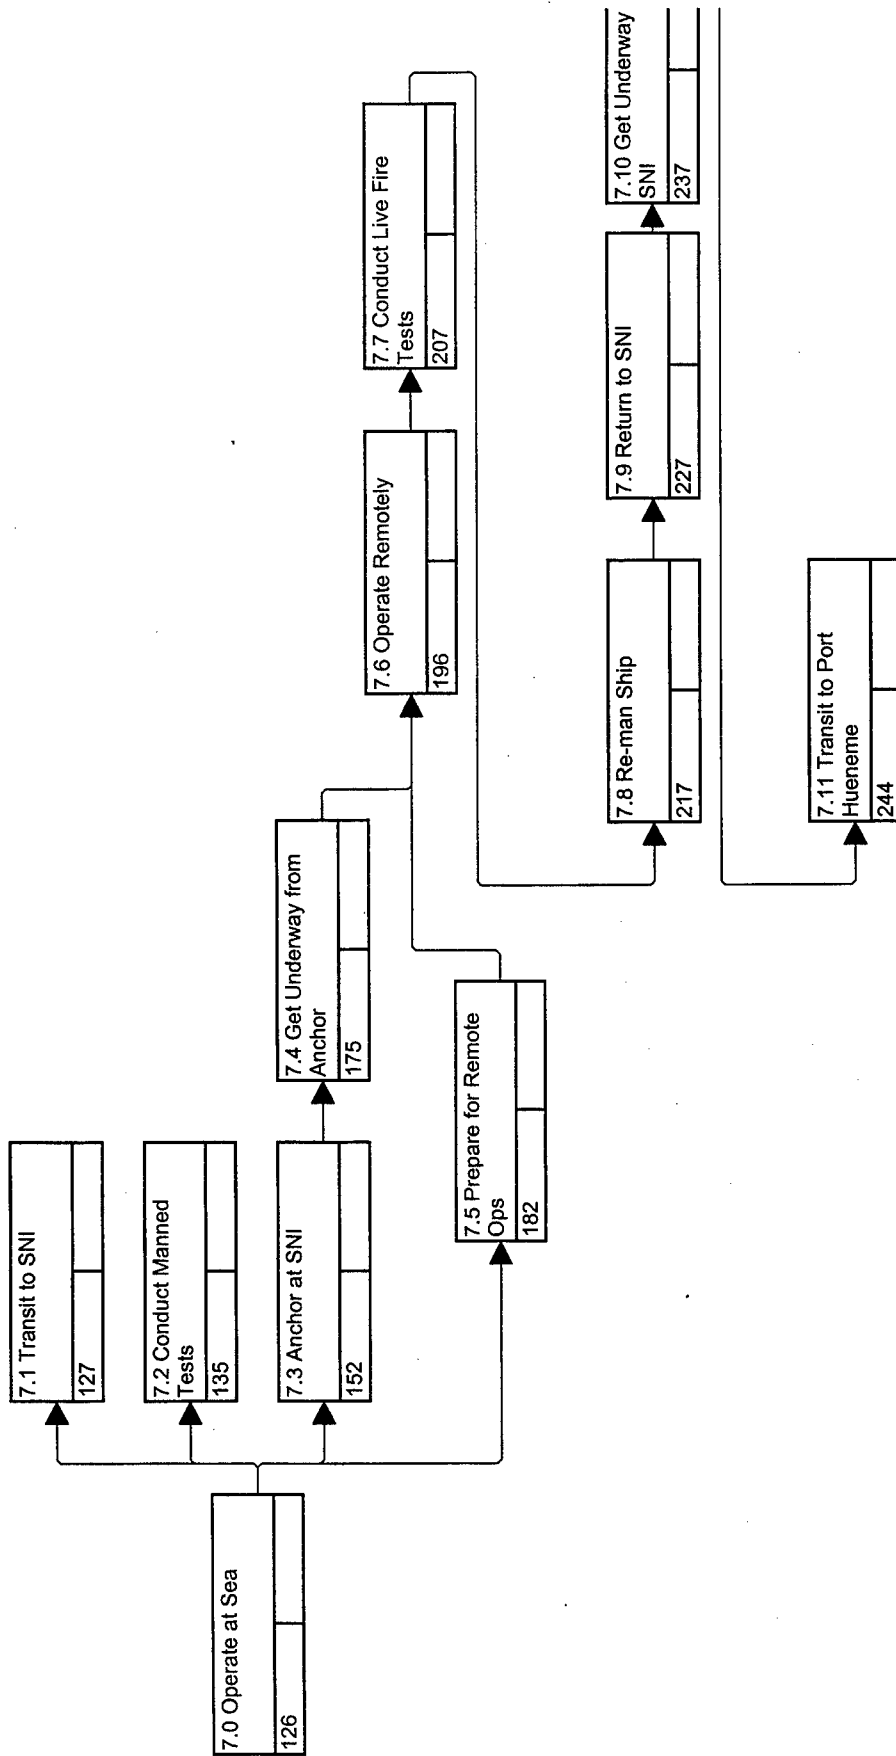 7.0 Operate at Sea
126
7.1 Transit to SNI
127
7.2 Conduct Manned
Tests
135
7.3 Anchor at SNI
152
7.4 Get Underway from
Anchor
175
7.5 Prepare for Remote
Ops
182
7.6 Operate Remotely
196
7.7 Conduct Live Fire
Tests
207
7.8 Re-man Ship
217
7.9 Return to SNI
227
7.10 Get Underway
SNI
237
7.11 Transit to Port
Hueneme
244